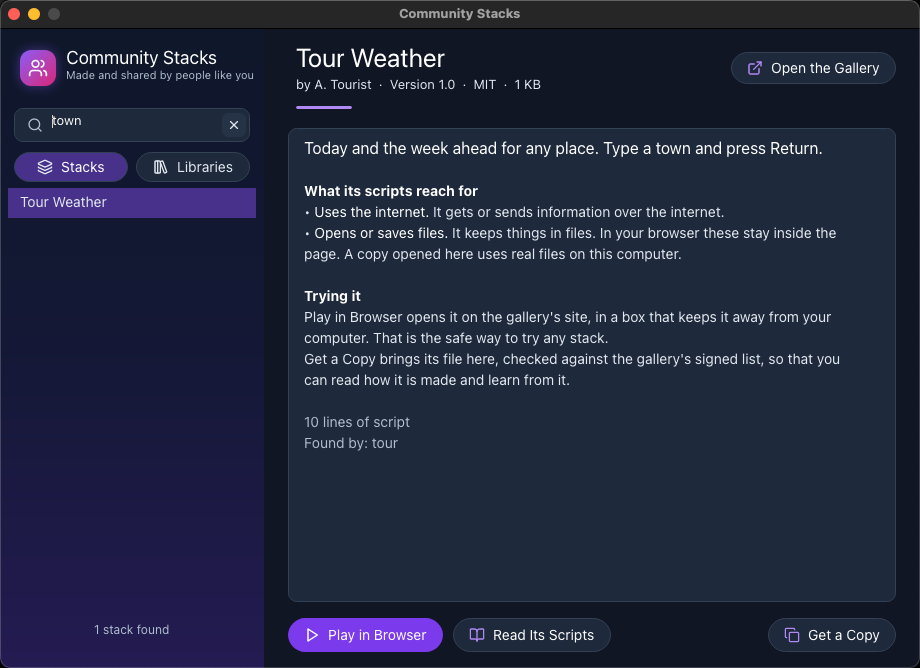 Community Stacks
Community Stacks
Made and shared by people like you
town
Stacks
Libraries
Tour Weather
1 stack found
Tour Weather
by A. Tourist · Version 1.0 · MIT · 1 KB
Open the Gallery
Today and the week ahead for any place. Type a town and press Return.
What its scripts reach for
• Uses the internet. It gets or sends information over the internet.
• Opens or saves files. It keeps things in files. In your browser these stay inside the
page. A copy opened here uses real files on this computer.
Trying it
Play in Browser opens it on the gallery's site, in a box that keeps it away from your
computer. That is the safe way to try any stack.
Get a Copy brings its file here, checked against the gallery's signed list, so that you
can read how it is made and learn from it.
10 lines of script
Found by: tour
Play in Browser
Read Its Scripts
Get a Copy